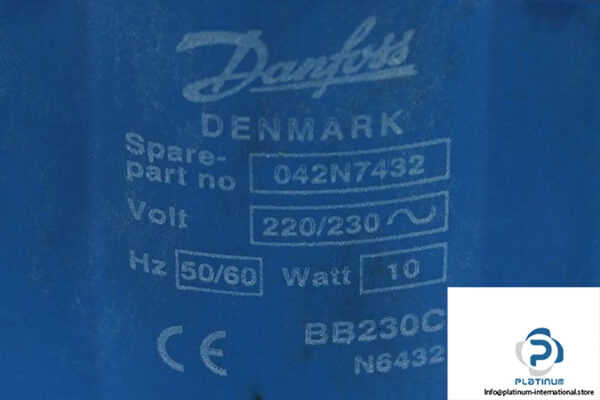 Danfoss
DENMARK
Spare-
part no 042N7432
Volt 220/230 ~
Hz 50/60 Watt 10
CE BB230C
N6432
PLATINUM
info@platinum-international.store